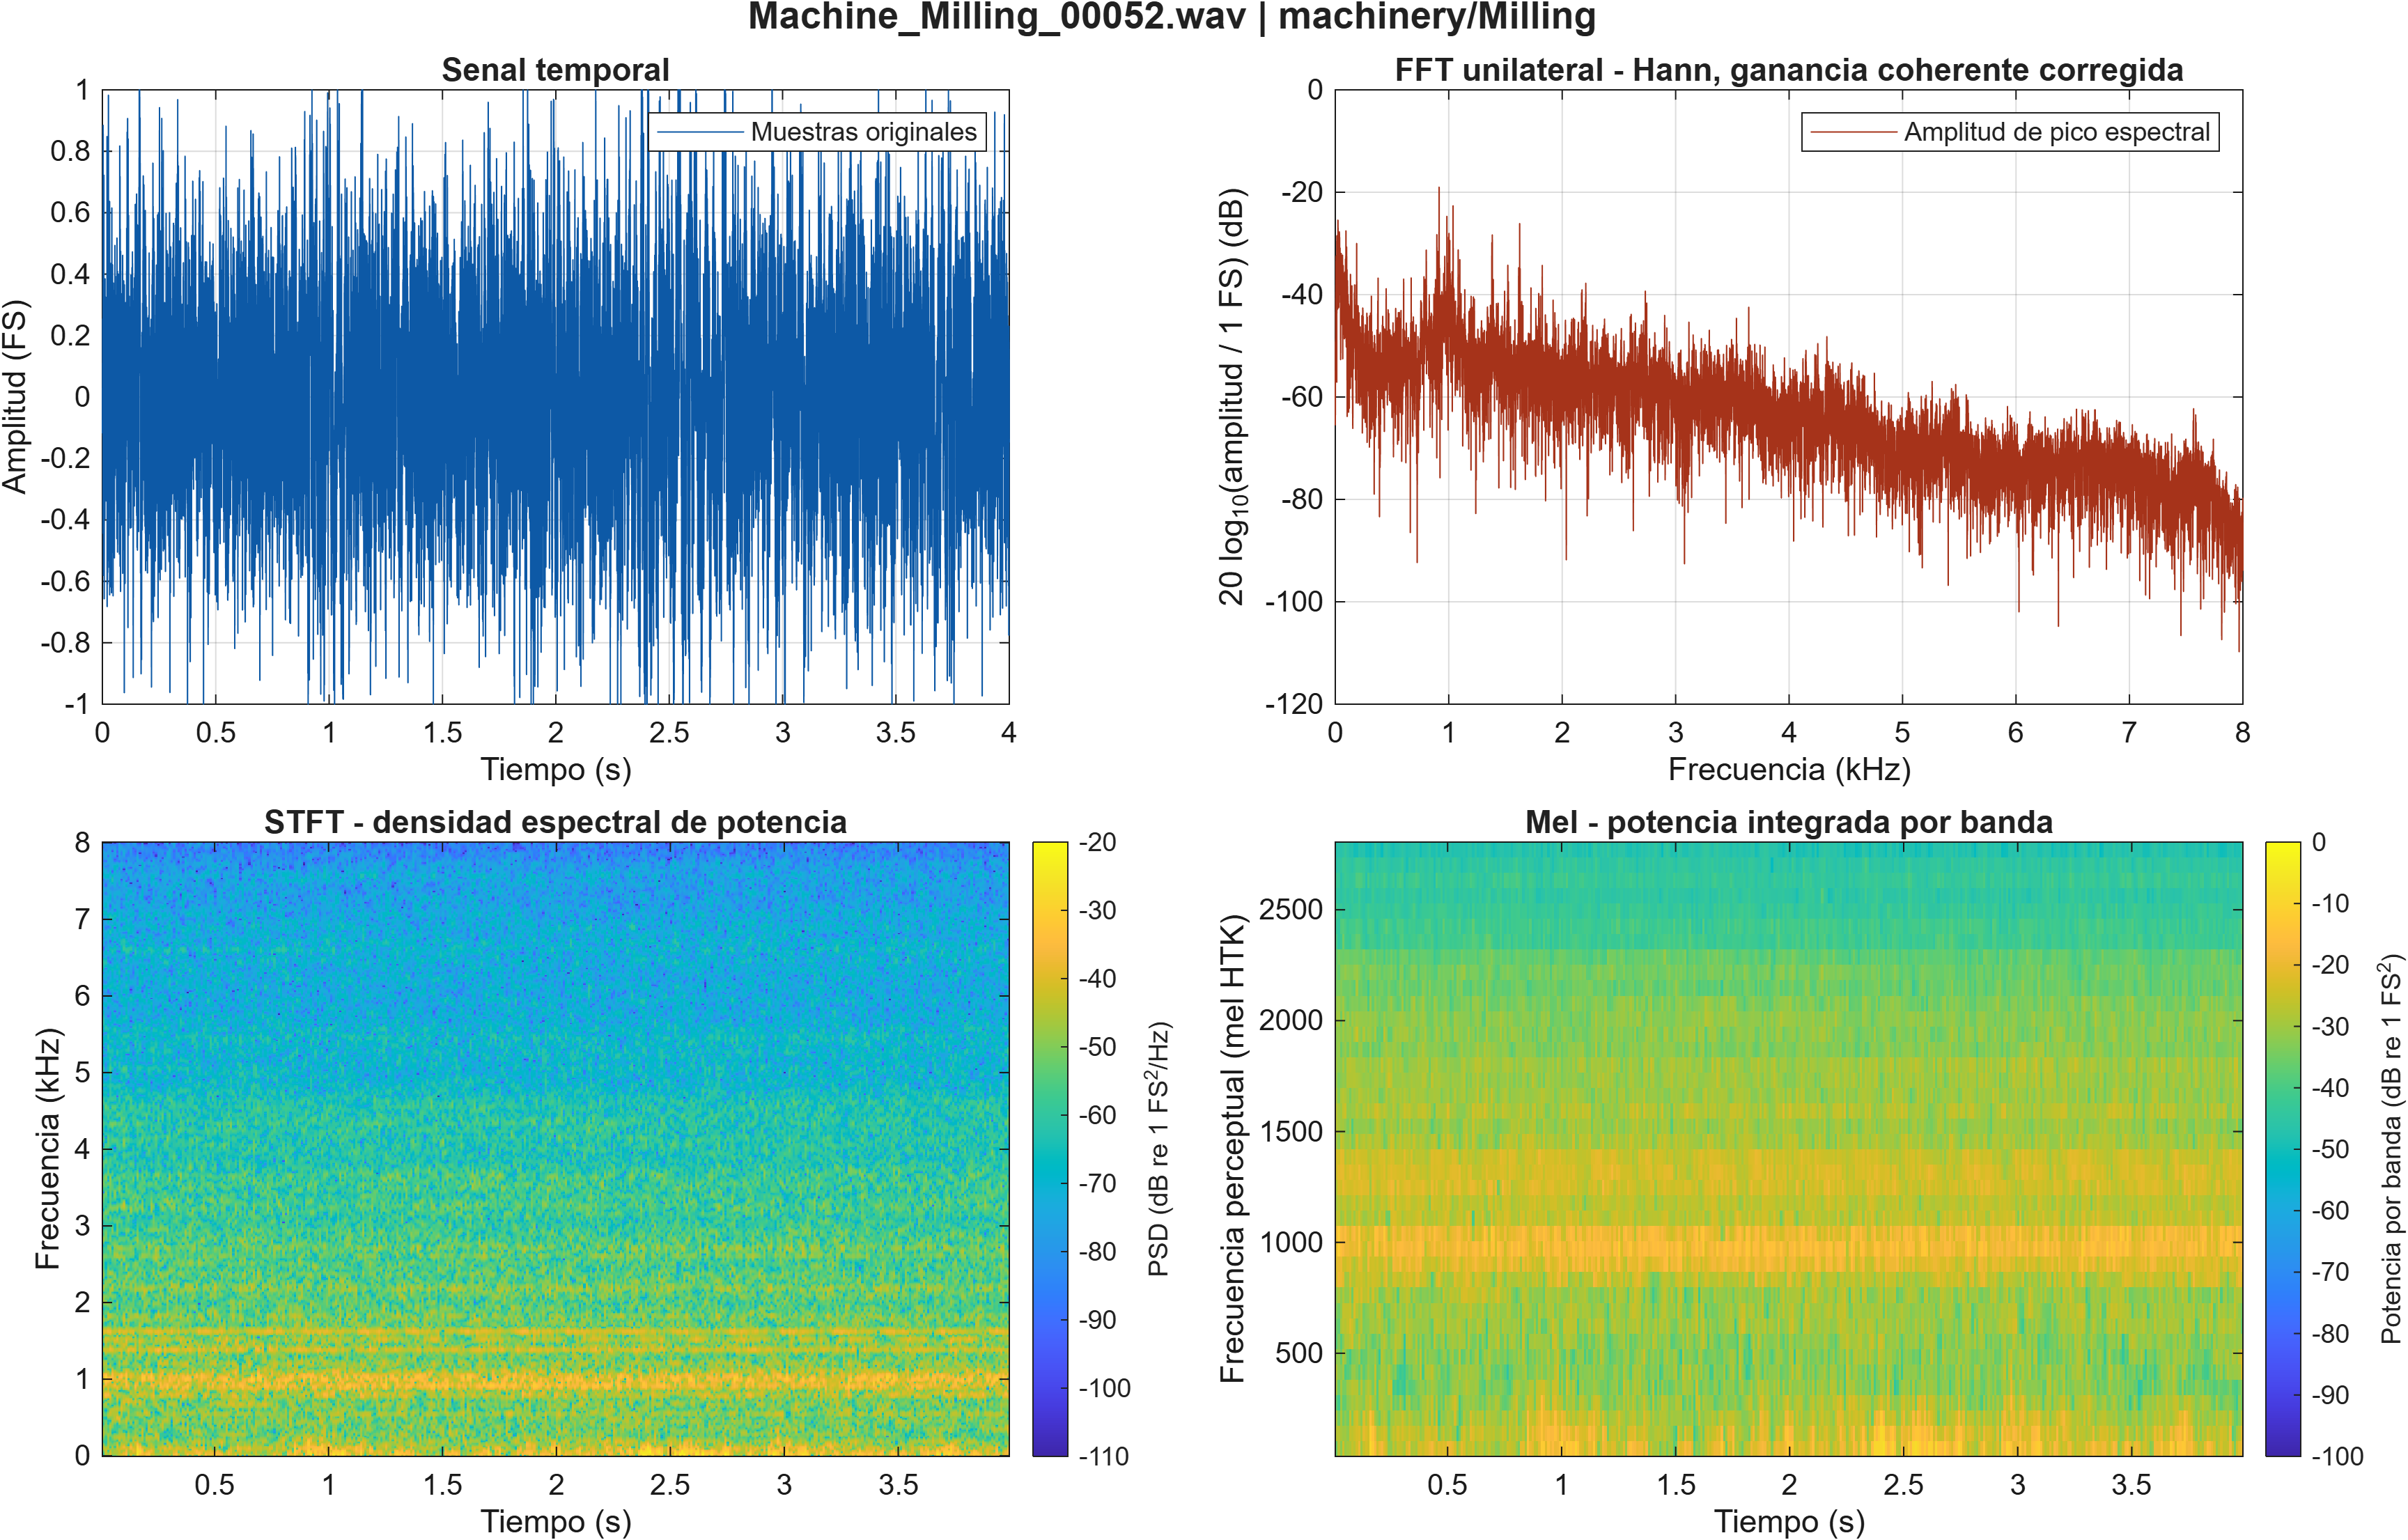 Machine_Milling_00052.wav | machinery/Milling
Senal temporal
Amplitud (FS)
1
0.8
0.6
0.4
0.2
0
-0.2
-0.4
-0.6
-0.8
-1
Muestras originales
0 0.5 1 1.5 2 2.5 3 3.5 4
Tiempo (s)
FFT unilateral - Hann, ganancia coherente corregida
20 log10(amplitud / 1 FS) (dB)
0
-20
-40
-60
-80
-100
-120
Amplitud de pico espectral
0 1 2 3 4 5 6 7 8
Frecuencia (kHz)
STFT - densidad espectral de potencia
Frecuencia (kHz)
8
7
6
5
4
3
2
1
0
0.5 1 1.5 2 2.5 3 3.5
Tiempo (s)
-20
-30
-40
-50
-60
-70
-80
-90
-100
-110
PSD (dB re 1 FS²/Hz)
Mel - potencia integrada por banda
Frecuencia perceptual (mel HTK)
2500
2000
1500
1000
500
0.5 1 1.5 2 2.5 3 3.5
Tiempo (s)
0
-10
-20
-30
-40
-50
-60
-70
-80
-90
-100
Potencia por banda (dB re 1 FS²)